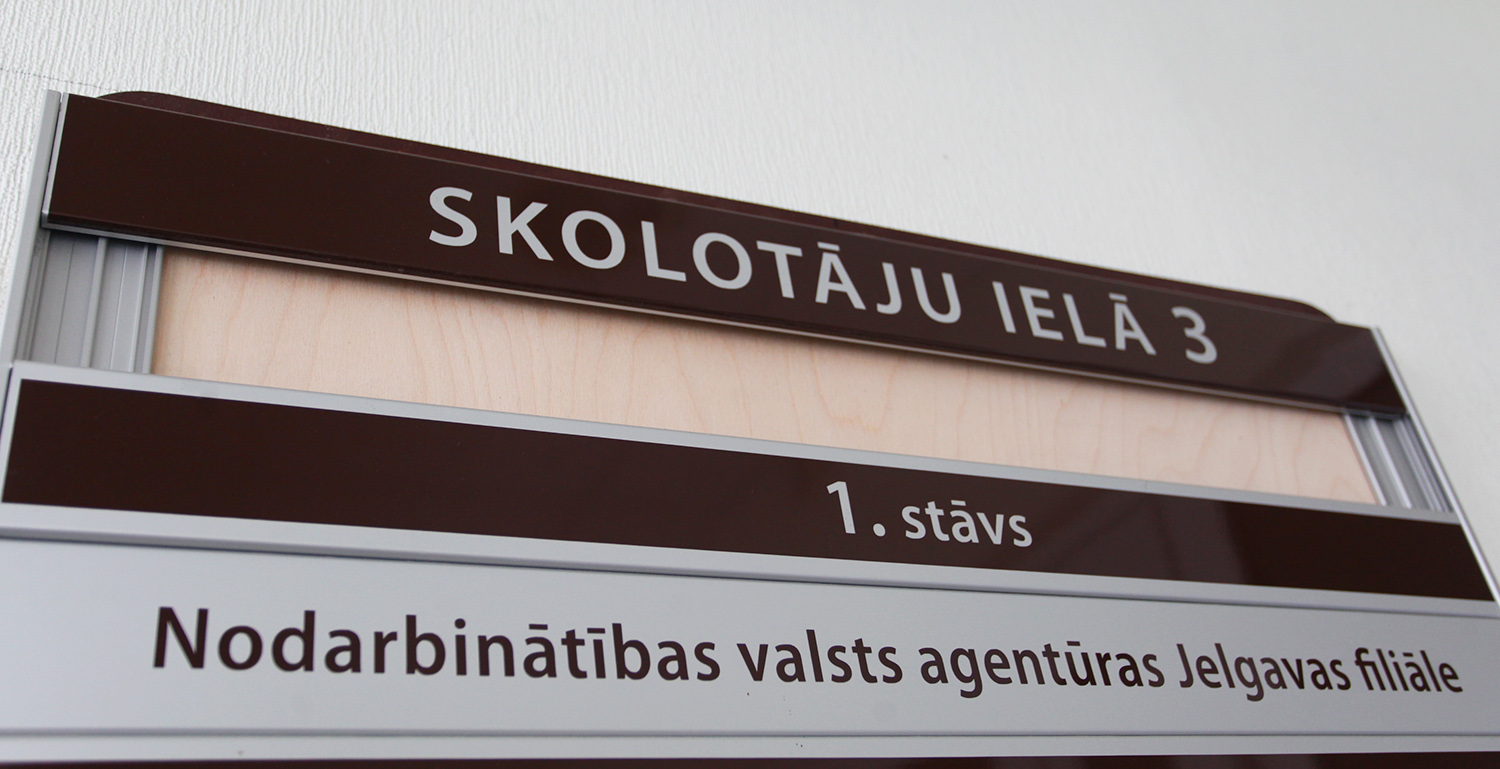 SKOLOTĀJU IELĀ 3
1. stāvs
Nodarbinātības valsts agentūras Jelgavas filiāle